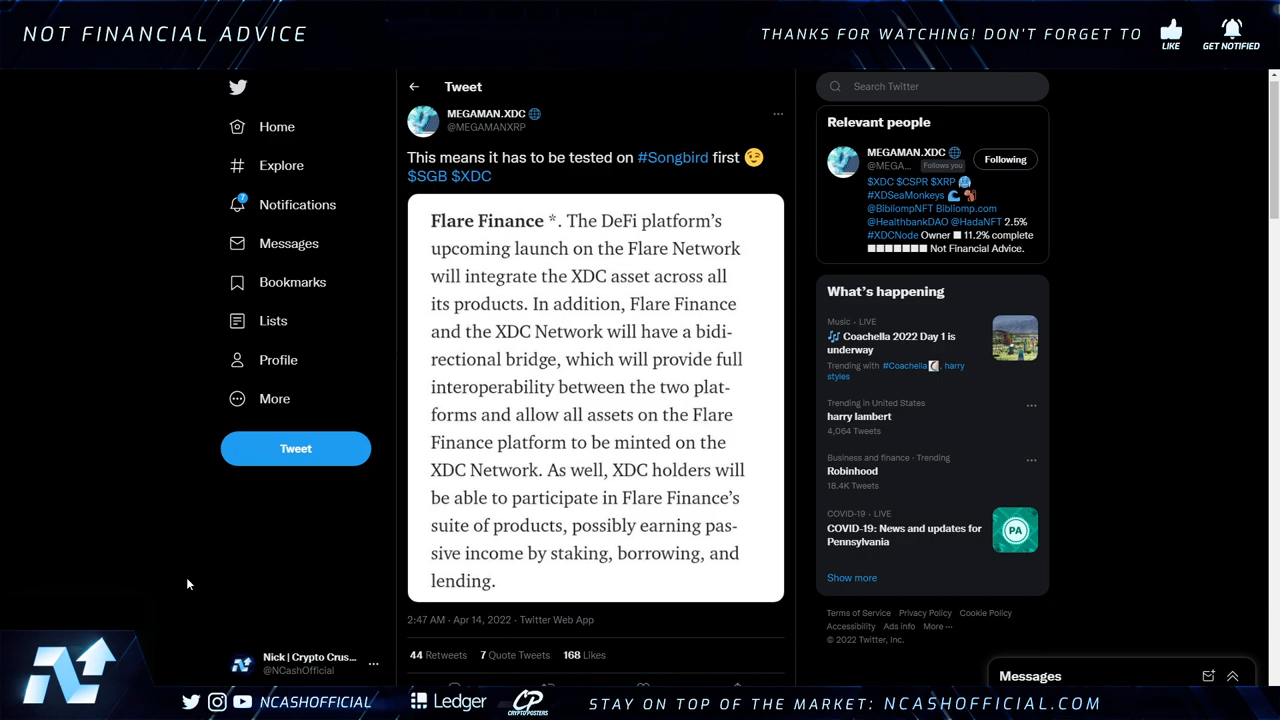 NOT FINANCIAL ADVICE
THANKS FOR WATCHING! DON'T FORGET TO
LIKE
GET NOTIFIED
Home
Explore
7
Notifications
Messages
Bookmarks
Lists
Profile
More
Tweet
Nick | Crypto Crus...
@NCashOfficial
Tweet
MEGAMAN.XDC
@MEGAMANXRP
This means it has to be tested on #Songbird first
$SGB $XDC
Flare Finance *. The DeFi platform's
upcoming launch on the Flare Network
will integrate the XDC asset across all
its products. In addition, Flare Finance
and the XDC Network will have a bidi-
rectional bridge, which will provide full
interoperability between the two plat-
forms and allow all assets on the Flare
Finance platform to be minted on the
XDC Network. As well, XDC holders will
be able to participate in Flare Finance's
suite of products, possibly earning pas-
sive income by staking, borrowing, and
lending.
2:47 AM · Apr 14, 2022 · Twitter Web App
44 Retweets 7 Quote Tweets 168 Likes
Search Twitter
Relevant people
MEGAMAN.XDC
@MEGA... Follows you
Following
$XDC $CSPR $XRP
#XDSeaMonkeys
@BibliompNFT Bibliomp.com
@HealthbankDAO @HadaNFT 2.5%
#XDCNode Owner 11.2% complete
Not Financial Advice.
What's happening
Music · LIVE
Coachella 2022 Day 1 is
underway
Trending with #Coachella, harry
styles
Trending in United States
harry lambert
4,064 Tweets
Business and finance · Trending
Robinhood
18.4K Tweets
COVID-19 · LIVE
COVID-19: News and updates for
Pennsylvania
PA
Show more
Terms of Service Privacy Policy Cookie Policy
Accessibility Ads info More ...
© 2022 Twitter, Inc.
Messages
NCASHOFFICIAL
Ledger
CP
CRYPTO POSTERS
STAY ON TOP OF THE MARKET: NCASHOFFICIAL.COM